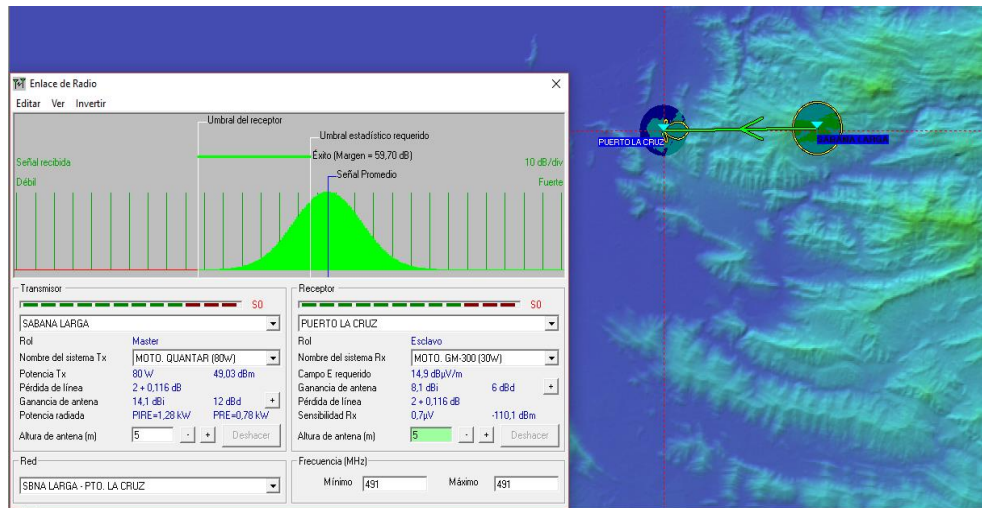 Enlace de Radio
Editar Ver Invertir
Umbral del receptor
Umbral estadístico requerido
Éxito (Margen = 59,70 dB)
Señal recibida
10 dB/div
Señal Promedio
Débil
Fuerte
PUERTO LA CRUZ
SABANA LARGA
Transmisor
S0
SABANA LARGA
Rol Master
Nombre del sistema Tx MOTO. QUANTAR (80W)
Potencia Tx 80 W 49,03 dBm
Pérdida de línea 2 + 0,116 dB
Ganancia de antena 14,1 dBi 12 dBd +
Potencia radiada PIRE=1,28 kW PRE=0,78 kW
Altura de antena (m) 5 - + Deshacer
Red
SBNA LARGA - PTO. LA CRUZ
Receptor
S0
PUERTO LA CRUZ
Rol Esclavo
Nombre del sistema Rx MOTO. GM-300 (30W)
Campo E requerido 14,9 dBµV/m
Ganancia de antena 8,1 dBi 6 dBd +
Pérdida de línea 2 + 0,116 dB
Sensibilidad Rx 0,7µV -110,1 dBm
Altura de antena (m) 5 - + Deshacer
Frecuencia (MHz)
Mínimo 491 Máximo 491